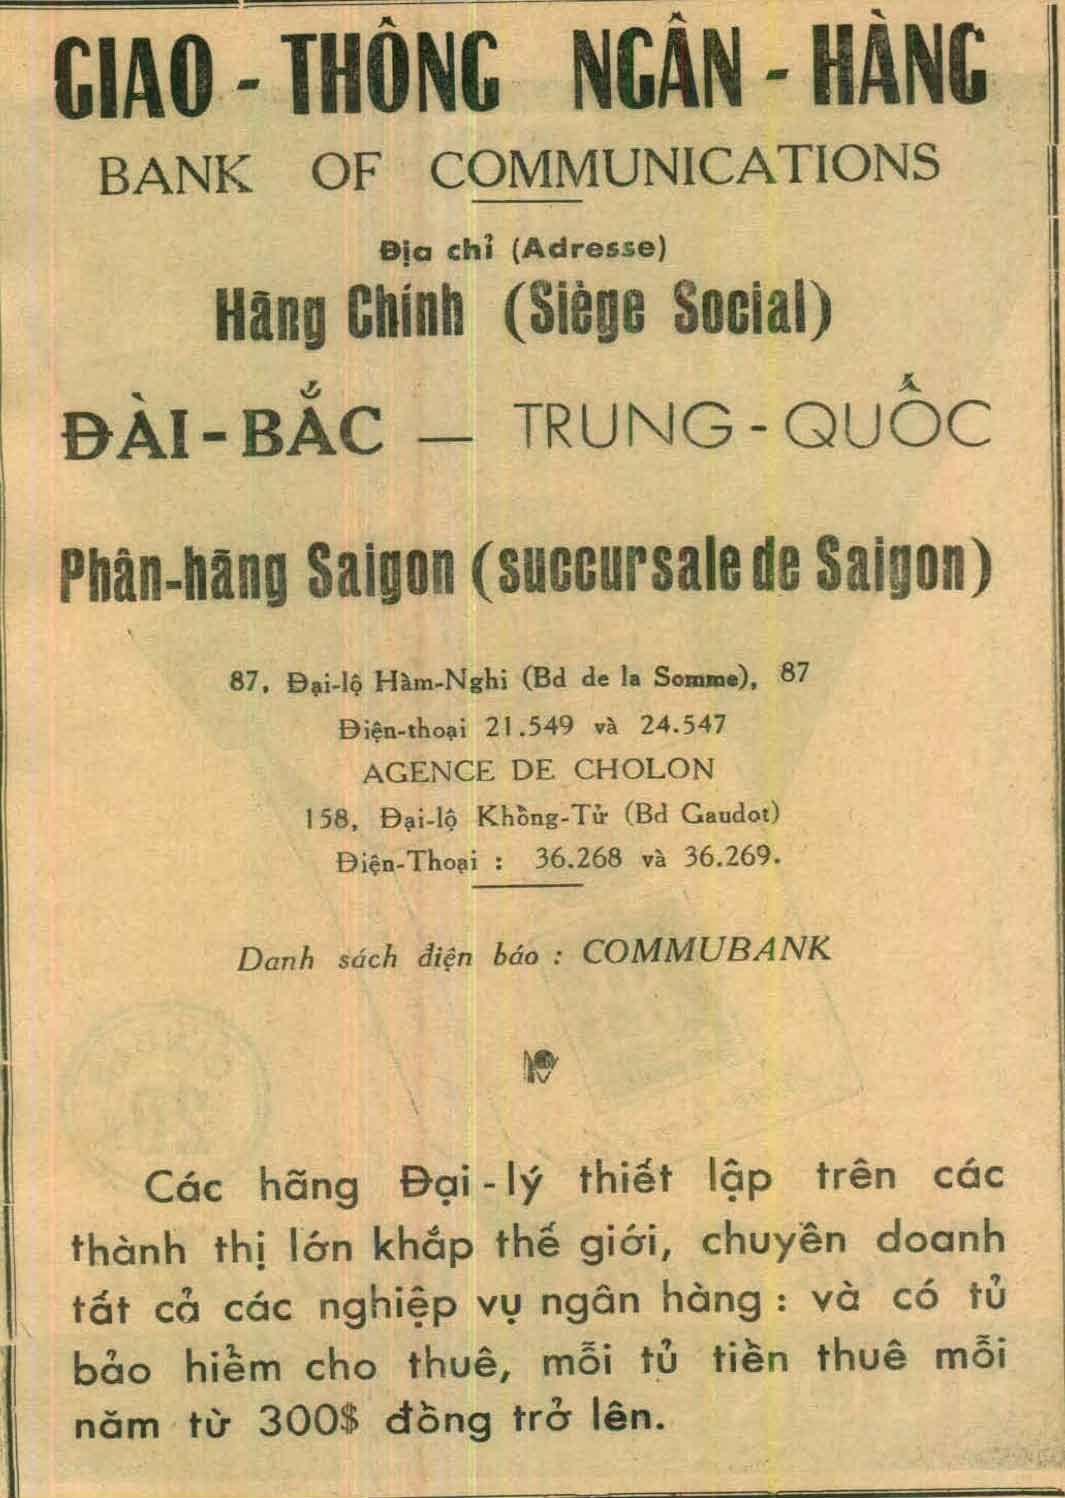 GIAO - THÔNG NGÂN - HÀNG
BANK OF COMMUNICATIONS
Địa chỉ (Adresse)
Hãng Chính (Siège Social)
ĐÀI - BẮC — TRUNG - QUỐC
Phân-hãng Saigon (succursale de Saigon)
87, Đại-lộ Hàm-Nghi (Bd de la Somme), 87
Điện-thoại 21.549 và 24.547
AGENCE DE CHOLON
158, Đại-lộ Khổng-Tử (Bd Gaudot)
Điện-Thoại : 36.268 và 36.269.
Danh sách điện báo : COMMUBANK
Các hãng Đại - lý thiết lập trên các
thành thị lớn khắp thế giới, chuyên doanh
tất cả các nghiệp vụ ngân hàng : và có tủ
bảo hiểm cho thuê, mỗi tủ tiền thuê mỗi
năm từ 300$ đồng trở lên.